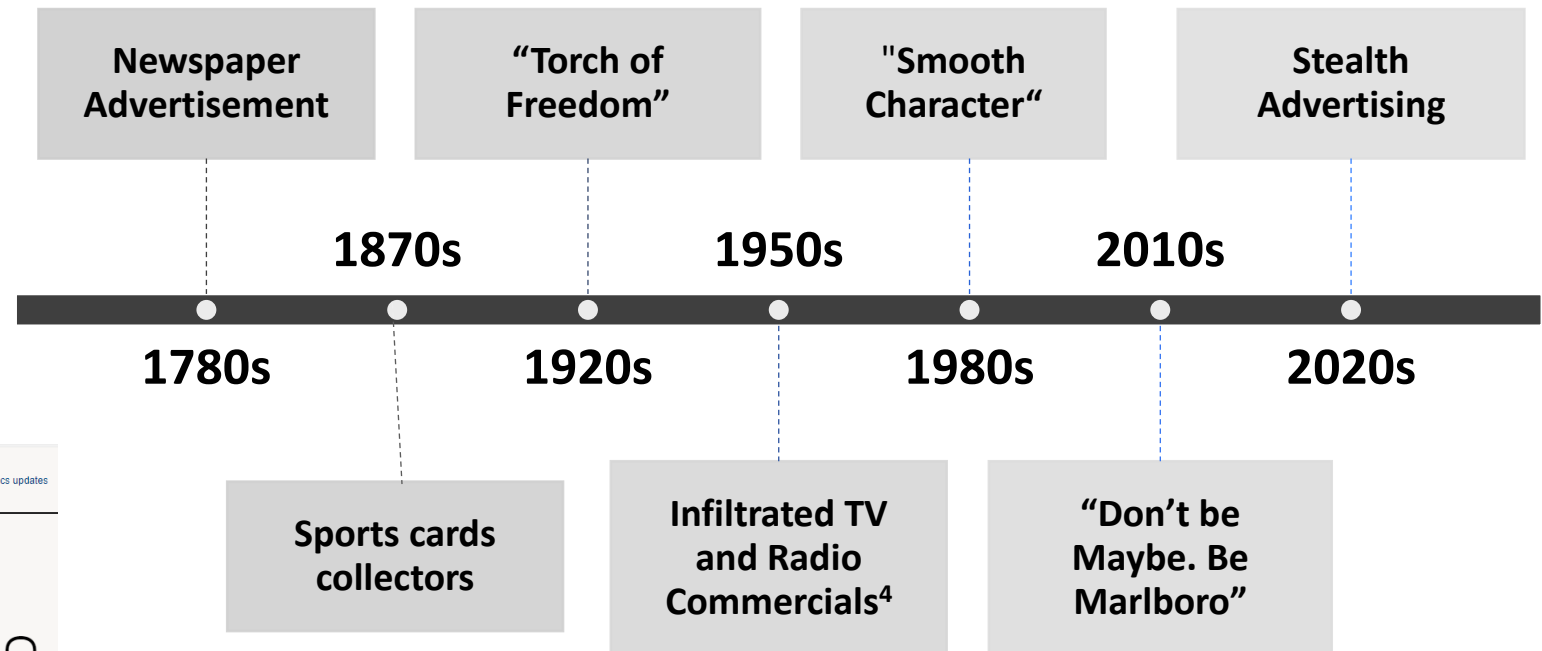 Newspaper
Advertisement
“Torch of
Freedom”
"Smooth
Character“
Stealth
Advertising
1870s
1950s
2010s
1780s
1920s
1980s
2020s
cs updates
Sports cards
collectors
Infiltrated TV
and Radio
Commercials⁴
“Don’t be
Maybe. Be
Marlboro”